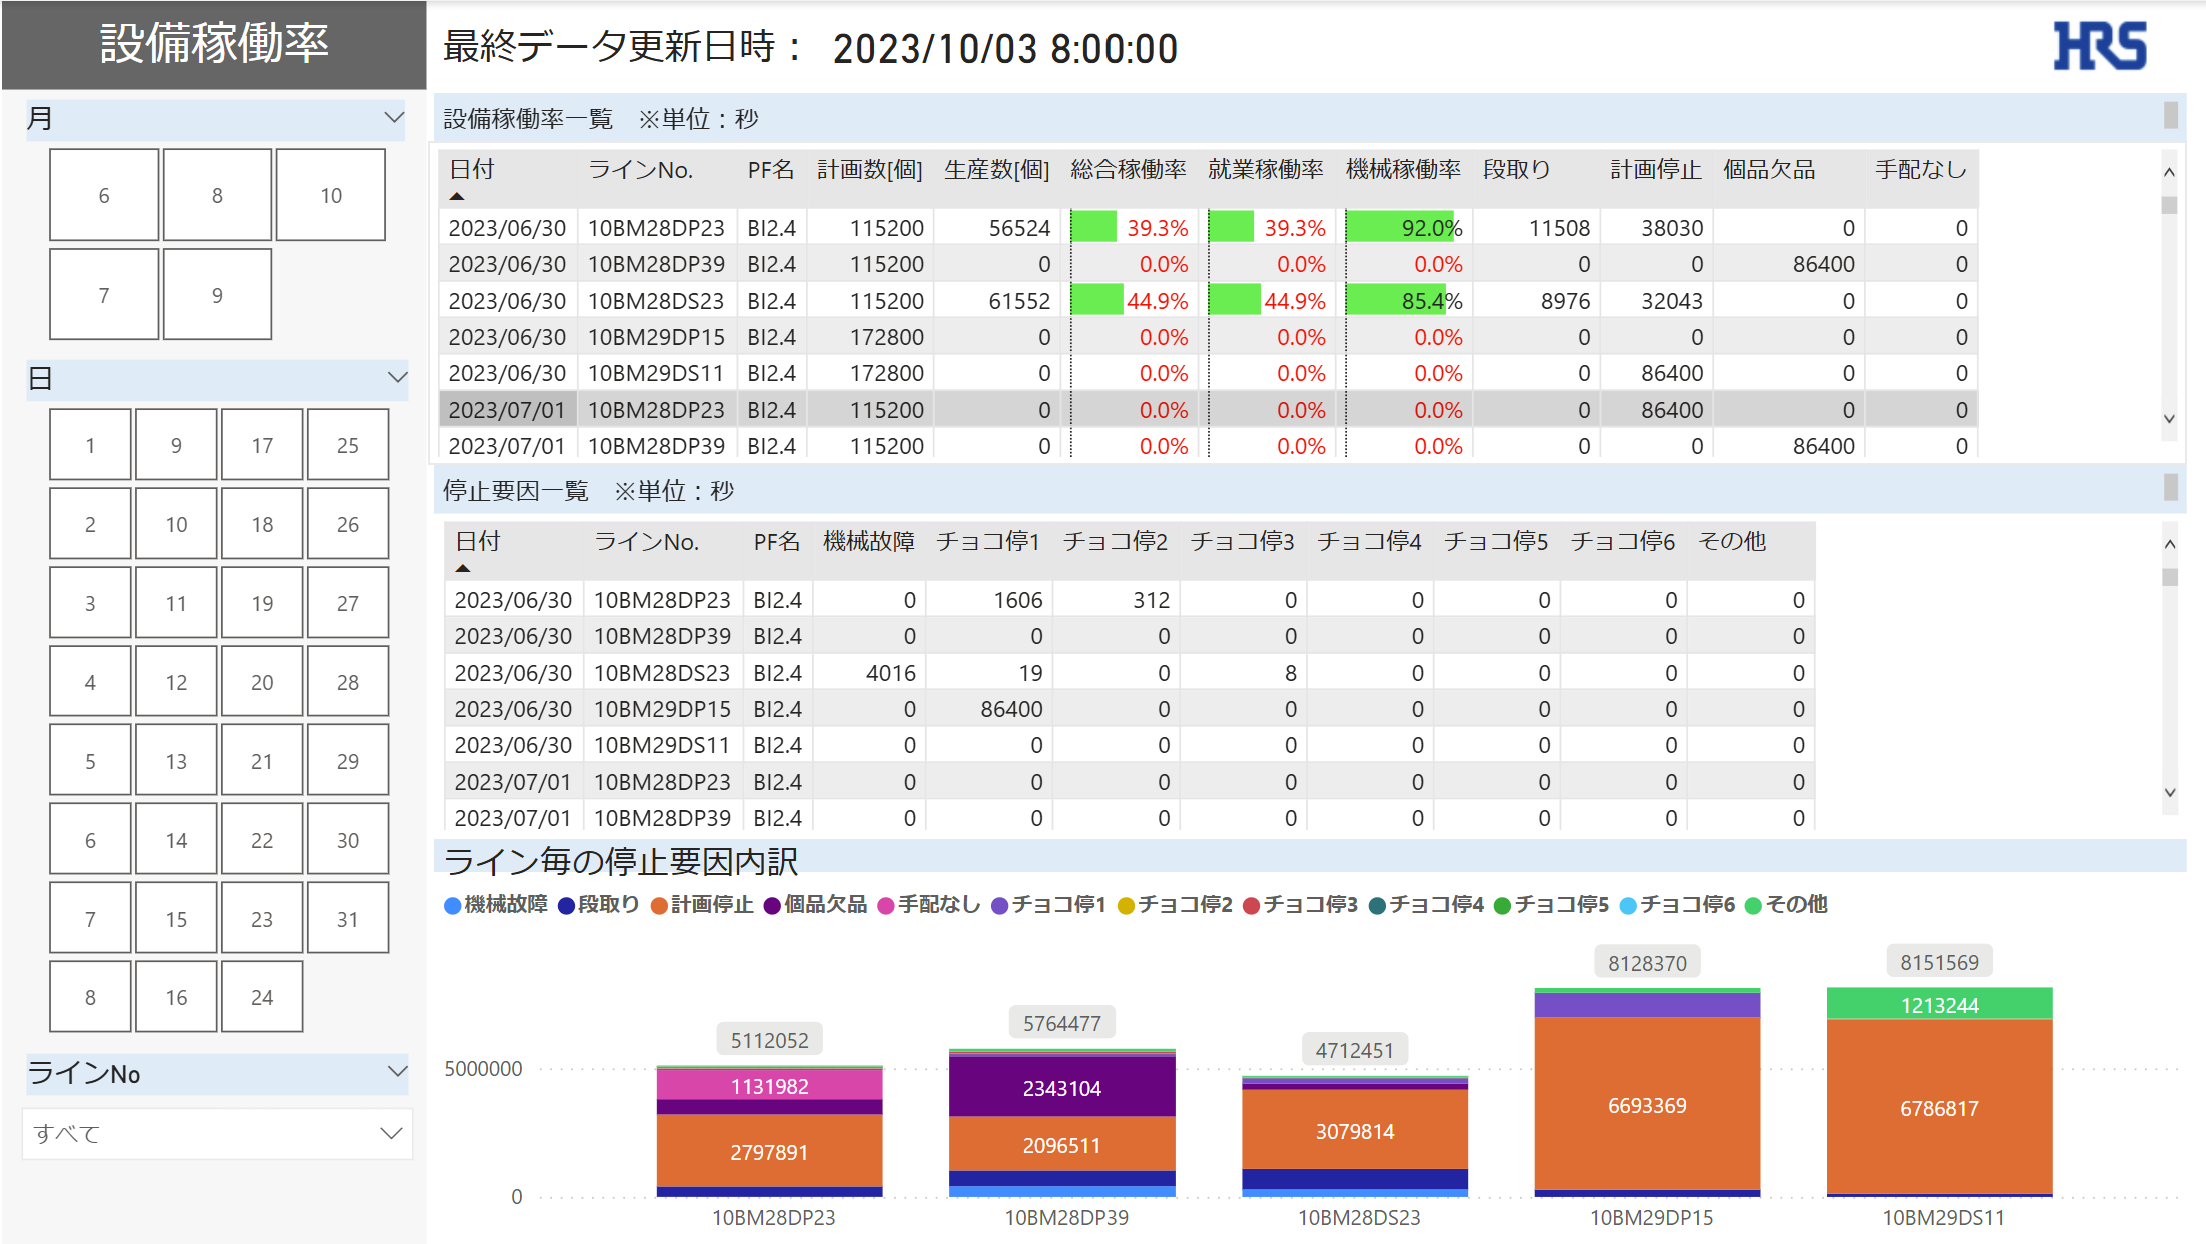 設備稼働率
最終データ更新日時： 2023/10/03 8:00:00
HRS
月
6 8 10
7 9
日
1 9 17 25
2 10 18 26
3 11 19 27
4 12 20 28
5 13 21 29
6 14 22 30
7 15 23 31
8 16 24
ラインNo
すべて
設備稼働率一覧　※単位：秒
日付 ラインNo. PF名 計画数[個] 生産数[個] 総合稼働率 就業稼働率 機械稼働率 段取り 計画停止 個品欠品 手配なし
2023/06/30 10BM28DP23 BI2.4 115200 56524 39.3% 39.3% 92.0% 11508 38030 0 0
2023/06/30 10BM28DP39 BI2.4 115200 0 0.0% 0.0% 0.0% 0 0 86400 0
2023/06/30 10BM28DS23 BI2.4 115200 61552 44.9% 44.9% 85.4% 8976 32043 0 0
2023/06/30 10BM29DP15 BI2.4 172800 0 0.0% 0.0% 0.0% 0 0 0 0
2023/06/30 10BM29DS11 BI2.4 172800 0 0.0% 0.0% 0.0% 0 86400 0 0
2023/07/01 10BM28DP23 BI2.4 115200 0 0.0% 0.0% 0.0% 0 86400 0 0
2023/07/01 10BM28DP39 BI2.4 115200 0 0.0% 0.0% 0.0% 0 0 86400 0
停止要因一覧　※単位：秒
日付 ラインNo. PF名 機械故障 チョコ停1 チョコ停2 チョコ停3 チョコ停4 チョコ停5 チョコ停6 その他
2023/06/30 10BM28DP23 BI2.4 0 1606 312 0 0 0 0 0
2023/06/30 10BM28DP39 BI2.4 0 0 0 0 0 0 0 0
2023/06/30 10BM28DS23 BI2.4 4016 19 0 8 0 0 0 0
2023/06/30 10BM29DP15 BI2.4 0 86400 0 0 0 0 0 0
2023/06/30 10BM29DS11 BI2.4 0 0 0 0 0 0 0 0
2023/07/01 10BM28DP23 BI2.4 0 0 0 0 0 0 0 0
2023/07/01 10BM28DP39 BI2.4 0 0 0 0 0 0 0 0
ライン毎の停止要因内訳
機械故障 段取り 計画停止 個品欠品 手配なし チョコ停1 チョコ停2 チョコ停3 チョコ停4 チョコ停5 チョコ停6 その他
5000000
0
5112052
1131982
2797891
10BM28DP23
5764477
2343104
2096511
10BM28DP39
4712451
3079814
10BM28DS23
8128370
6693369
10BM29DP15
8151569
1213244
6786817
10BM29DS11